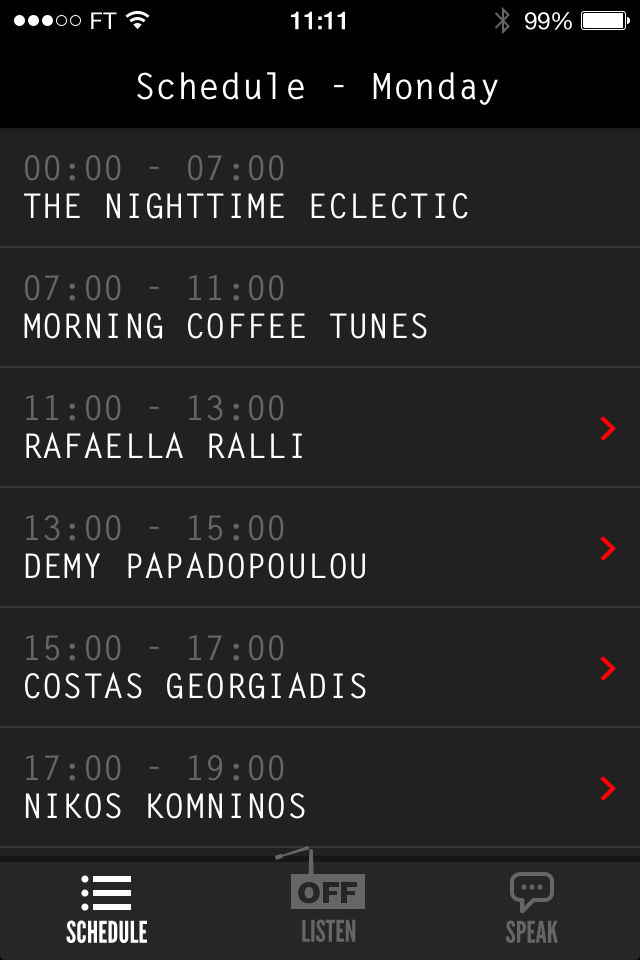 FT 11:11 99%
Schedule - Monday
00:00 - 07:00
THE NIGHTTIME ECLECTIC
07:00 - 11:00
MORNING COFFEE TUNES
11:00 - 13:00
RAFAELLA RALLI
13:00 - 15:00
DEMY PAPADOPOULOU
15:00 - 17:00
COSTAS GEORGIADIS
17:00 - 19:00
NIKOS KOMNINOS
OFF
SCHEDULE LISTEN SPEAK